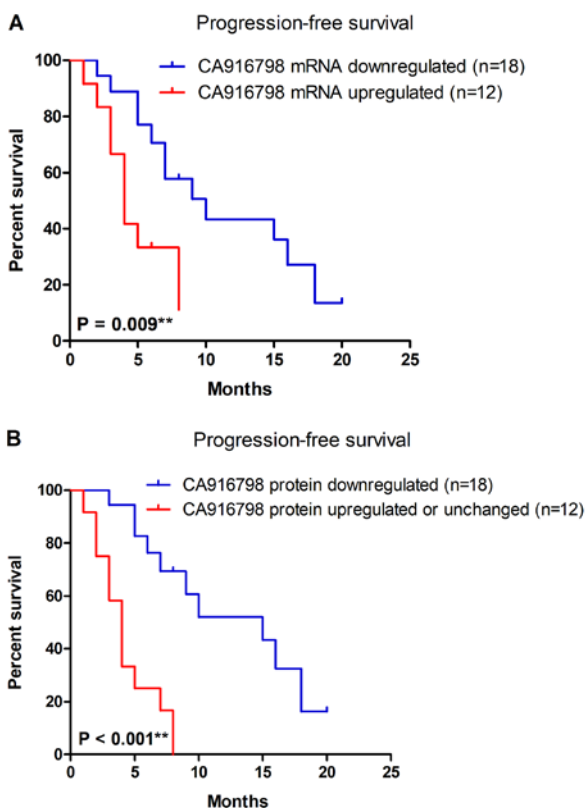 A
Progression-free survival
CA916798 mRNA downregulated (n=18)
CA916798 mRNA upregulated (n=12)
Percent survival
100
80
60
40
20
0
P = 0.009**
0 5 10 15 20 25
Months
B
Progression-free survival
CA916798 protein downregulated (n=18)
CA916798 protein upregulated or unchanged (n=12)
Percent survival
100
80
60
40
20
0
P < 0.001**
0 5 10 15 20 25
Months